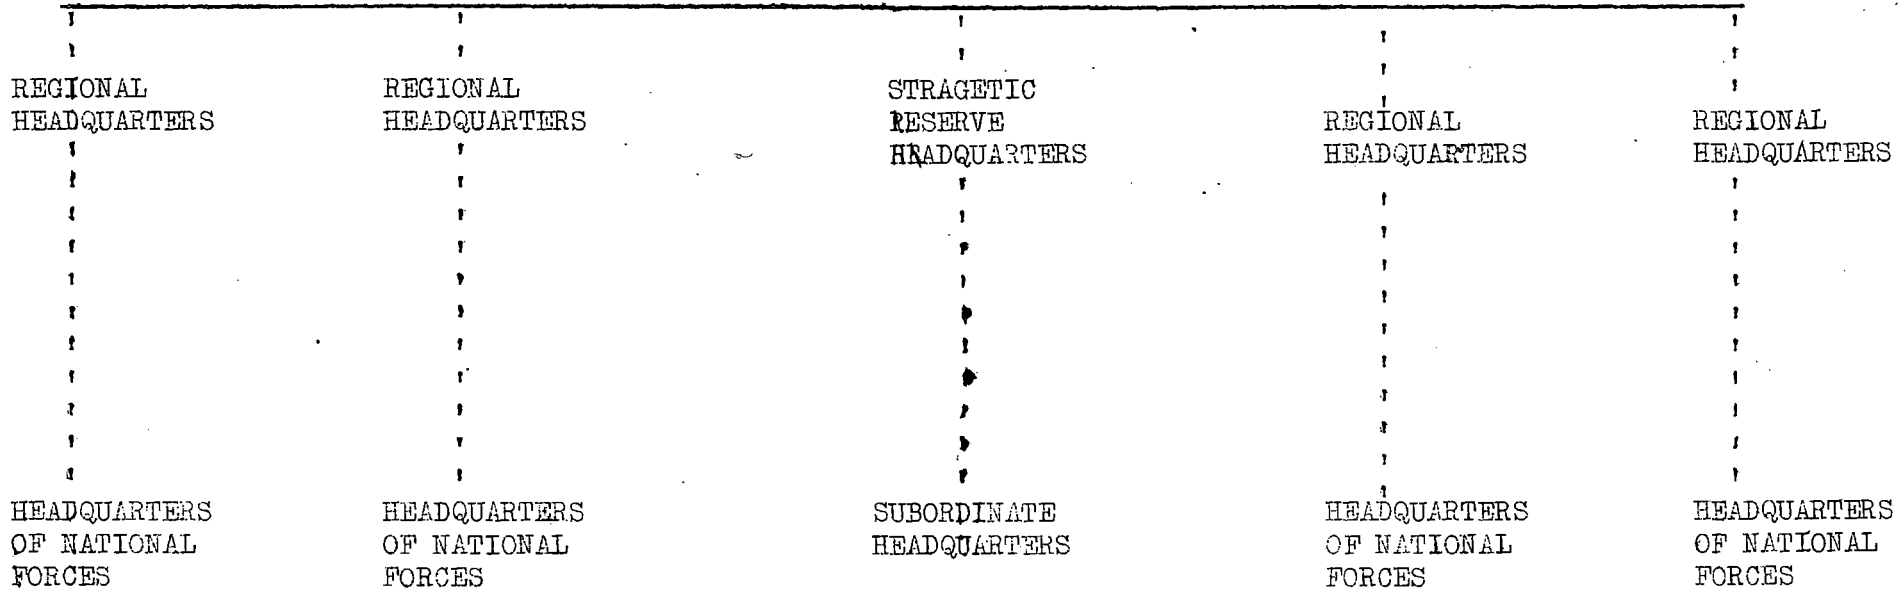 REGIONAL
HEADQUARTERS
REGIONAL
HEADQUARTERS
STRAGETIC
RESERVE
HEADQUARTERS
REGIONAL
HEADQUARTERS
REGIONAL
HEADQUARTERS
HEADQUARTERS
OF NATIONAL
FORCES
HEADQUARTERS
OF NATIONAL
FORCES
SUBORDINATE
HEADQUARTERS
HEADQUARTERS
OF NATIONAL
FORCES
HEADQUARTERS
OF NATIONAL
FORCES